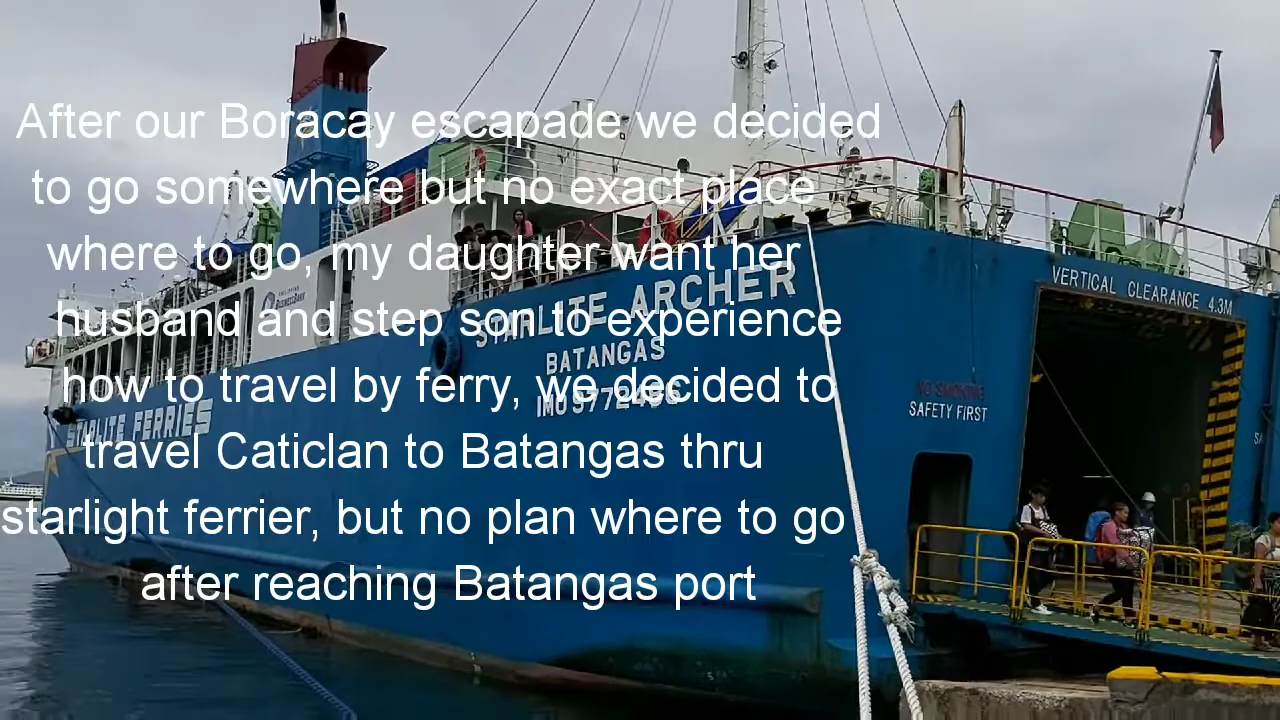 After our Boracay escapade we decided
to go somewhere but no exact place
where to go, my daughter want her
husband and step son to experience
how to travel by ferry, we decided to
travel Caticlan to Batangas thru
starlight ferrier, but no plan where to go
after reaching Batangas port
PHILIPPINE
BUSINESSBANK
STARLITE ARCHER
BATANGAS
IMO
STARLITE FERRIES
VERTICAL CLEARANCE 4.3M
NO SMOKING
SAFETY FIRST